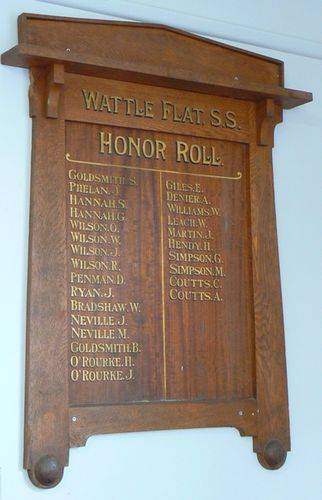 WATTLE FLAT. S.S.
HONOR ROLL.
GOLDSMITH.S.
PHELAN.J.
HANNAH.S.
HANNAH.G.
WILSON.O.
WILSON.W.
WILSON.J.
WILSON.R.
PENMAN.D.
RYAN.J.
BRADSHAW.W.
NEVILLE.J.
NEVILLE.M.
GOLDSMITH.B.
O'ROURKE.H.
O'ROURKE.J.
GILES.E.
DENIER.A.
WILLIAMS.W.
LEACH.W.
MARTIN.J.
HENDY.H.
SIMPSON.G.
SIMPSON.M.
COUTTS.C.
COUTTS.A.